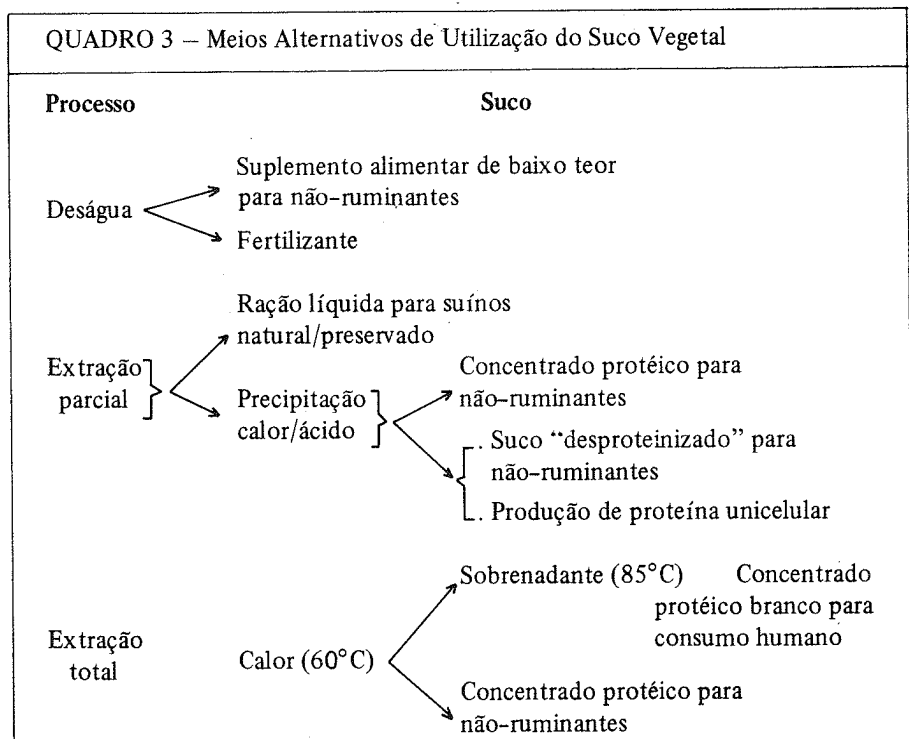 QUADRO 3 — Meios Alternativos de Utilização do Suco Vegetal
Processo Suco
Deságua
Suplemento alimentar de baixo teor
para não-ruminantes
Fertilizante
Extração
parcial
Ração líquida para suínos
natural/preservado
Precipitação
calor/ácido
Concentrado protéico para
não-ruminantes
. Suco “desproteinizado” para
não-ruminantes
. Produção de proteína unicelular
Extração
total
Calor (60°C)
Sobrenadante (85°C) Concentrado
protéico branco para
consumo humano
Concentrado protéico para
não-ruminantes